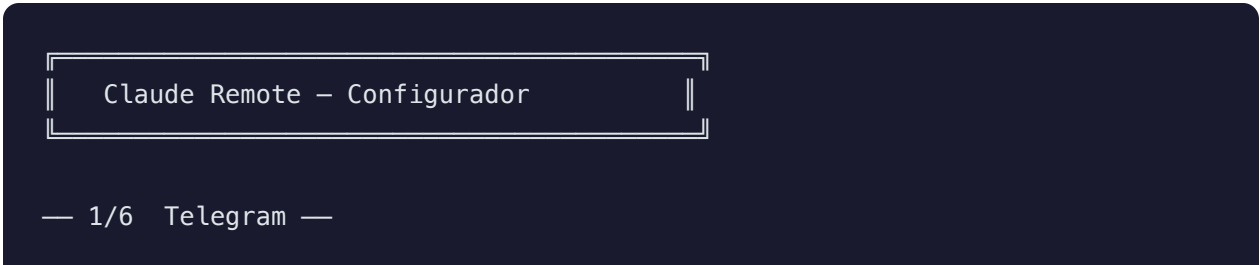 Claude Remote — Configurador
── 1/6  Telegram ──